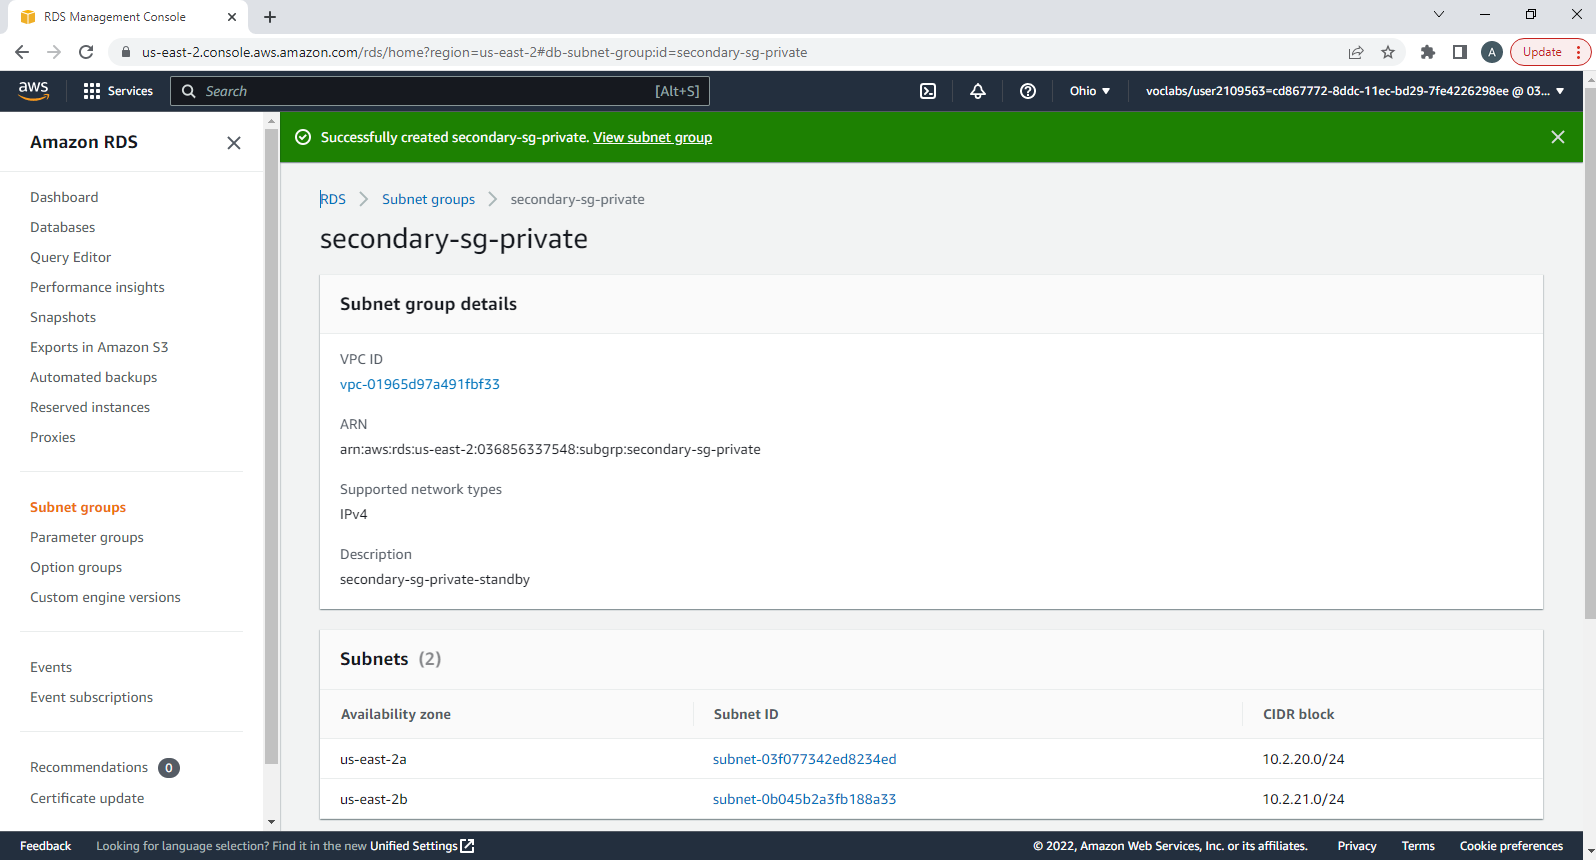 RDS Management Console
us-east-2.console.aws.amazon.com/rds/home?region=us-east-2#db-subnet-group:id=secondary-sg-private
A
Update
aws
Services
Search
[Alt+S]
Ohio
voclabs/user2109563=cd867772-8ddc-11ec-bd29-7fe4226298ee @ 03...
Amazon RDS
Dashboard
Databases
Query Editor
Performance insights
Snapshots
Exports in Amazon S3
Automated backups
Reserved instances
Proxies
Subnet groups
Parameter groups
Option groups
Custom engine versions
Events
Event subscriptions
Recommendations 0
Certificate update
Successfully created secondary-sg-private. View subnet group
RDS > Subnet groups > secondary-sg-private
secondary-sg-private
Subnet group details
VPC ID
vpc-01965d97a491fbf33
ARN
arn:aws:rds:us-east-2:036856337548:subgrp:secondary-sg-private
Supported network types
IPv4
Description
secondary-sg-private-standby
Subnets (2)
Availability zone Subnet ID CIDR block
us-east-2a subnet-03f077342ed8234ed 10.2.20.0/24
us-east-2b subnet-0b045b2a3fb188a33 10.2.21.0/24
Feedback
Looking for language selection? Find it in the new Unified Settings
© 2022, Amazon Web Services, Inc. or its affiliates.
Privacy
Terms
Cookie preferences